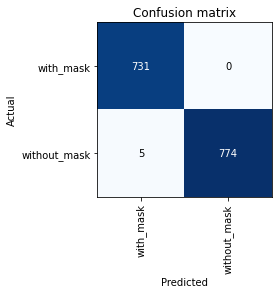 Confusion matrix
Actual
with_mask
731
0
without_mask
5
774
with_mask
without_mask
Predicted